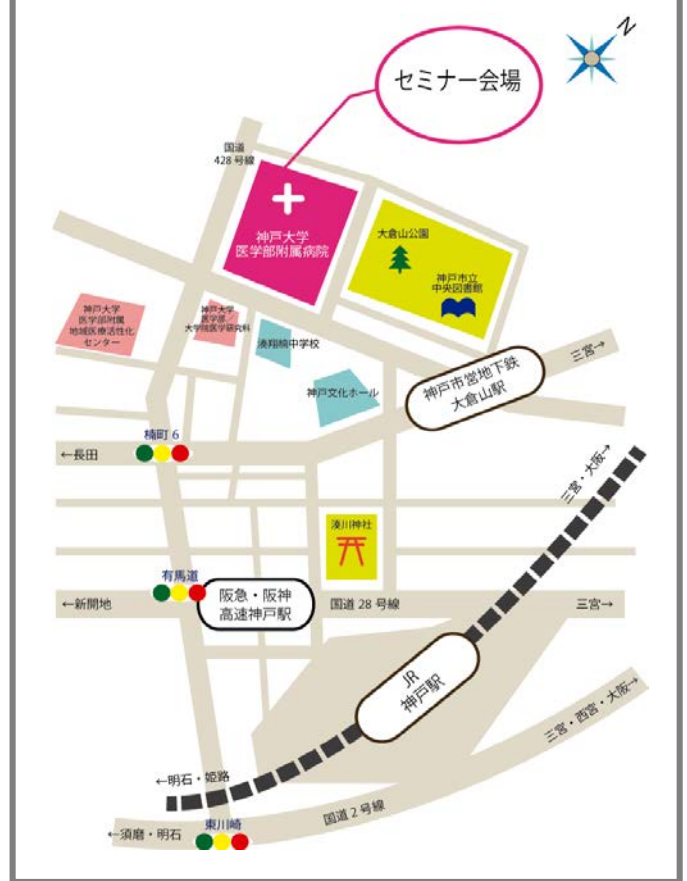 N
セミナー会場
国道
428号線
神戸大学
医学部附属病院
大倉山公園
神戸市立
中央図書館
神戸大学
医学部附属
地域医療活性化
センター
神戸大学
医学部
大学院医学研究科
湊翔楠中学校
神戸文化ホール
神戸市営地下鉄
大倉山駅
三宮→
楠町6
←長田
三宮・大阪→
湊川神社
有馬道
←新開地
阪急・阪神
高速神戸駅
国道28号線
三宮→
JR
神戸駅
三宮・西宮・大阪→
←明石・姫路
国道2号線
←須磨・明石
東川崎